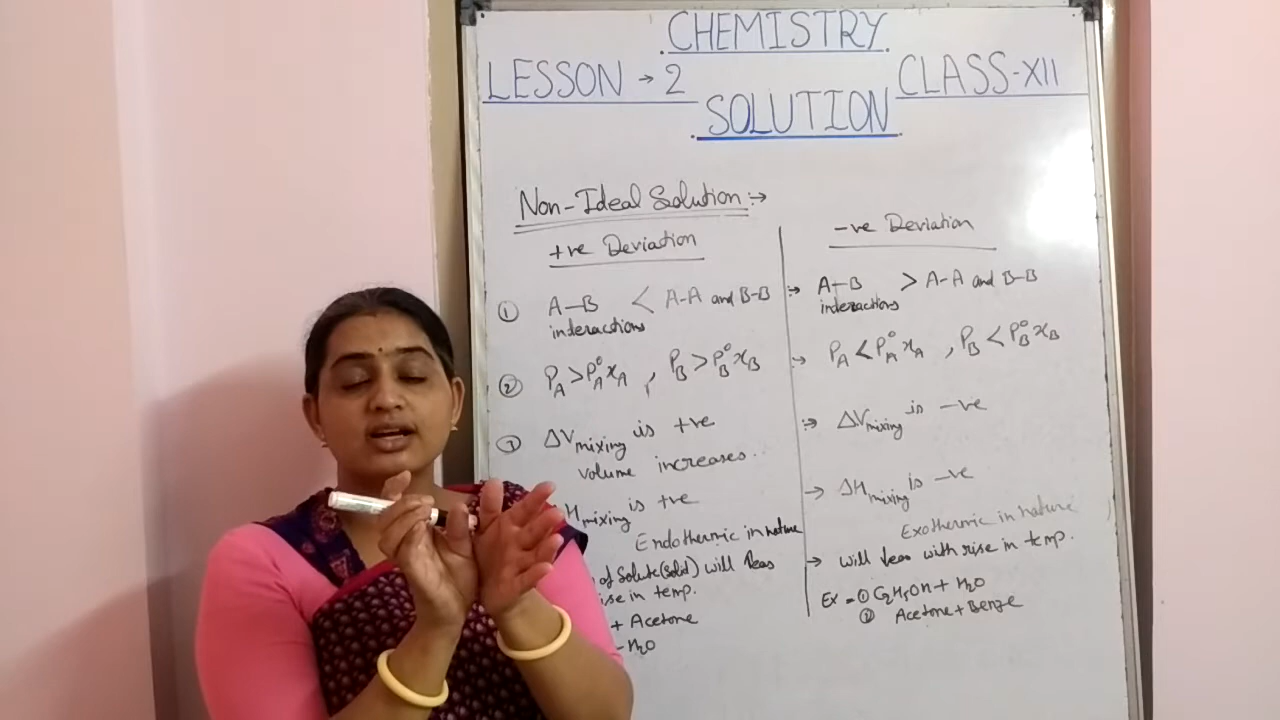 CHEMISTRY
LESSON → 2
CLASS-XII
SOLUTION
Non-Ideal Solution :→
+ve Deviation
① A-B < A-A and B-B
interactions
② P_A > P°_A x_A , P_B > P°_B x_B
③ ΔV_mixing is +ve
volume increases.
H_mixing is +ve
Endothermic in nature
of Solute(solid) will
ise in temp.
+ Acetone
- H₂O
-ve Deviation
:→ A-B > A-A and B-B
interactions
:→ P_A < P°_A x_A , P_B < P°_B x_B
:→ ΔV_mixing is -ve
→ ΔH_mixing is -ve
Exothermic in nature
→ will with rise in temp.
Ex = ① C₂H₅OH + H₂O
② Acetone + Benze